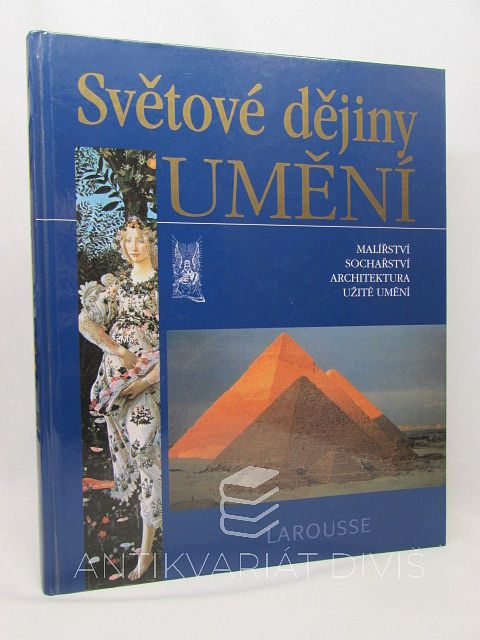 Světové dějiny
UMĚNÍ
MALÍŘSTVÍ
SOCHAŘSTVÍ
ARCHITEKTURA
UŽITÉ UMĚNÍ
LAROUSSE
ANTIKVARIÁT DIVIŠ